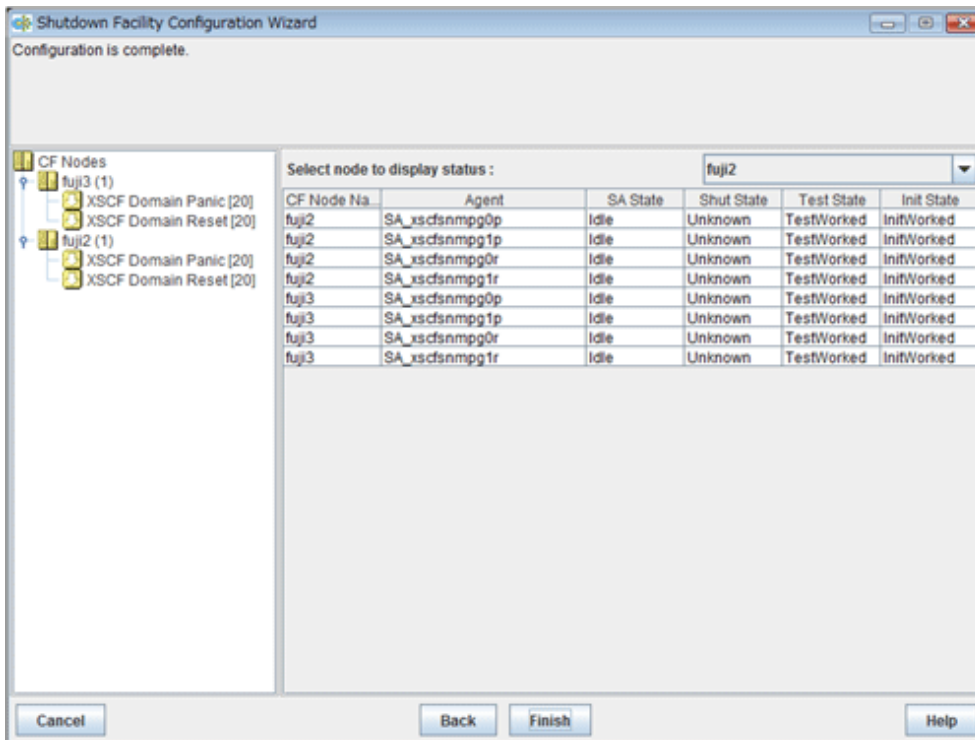 Shutdown Facility Configuration Wizard
Configuration is complete.
CF Nodes
fuji3 (1)
XSCF Domain Panic [20]
XSCF Domain Reset [20]
fuji2 (1)
XSCF Domain Panic [20]
XSCF Domain Reset [20]
Select node to display status : fuji2
CF Node Na... Agent SA State Shut State Test State Init State
fuji2 SA_xscfsnmpg0p Idle Unknown TestWorked InitWorked
fuji2 SA_xscfsnmpg1p Idle Unknown TestWorked InitWorked
fuji2 SA_xscfsnmpg0r Idle Unknown TestWorked InitWorked
fuji2 SA_xscfsnmpg1r Idle Unknown TestWorked InitWorked
fuji3 SA_xscfsnmpg0p Idle Unknown TestWorked InitWorked
fuji3 SA_xscfsnmpg1p Idle Unknown TestWorked InitWorked
fuji3 SA_xscfsnmpg0r Idle Unknown TestWorked InitWorked
fuji3 SA_xscfsnmpg1r Idle Unknown TestWorked InitWorked
Cancel Back Finish Help